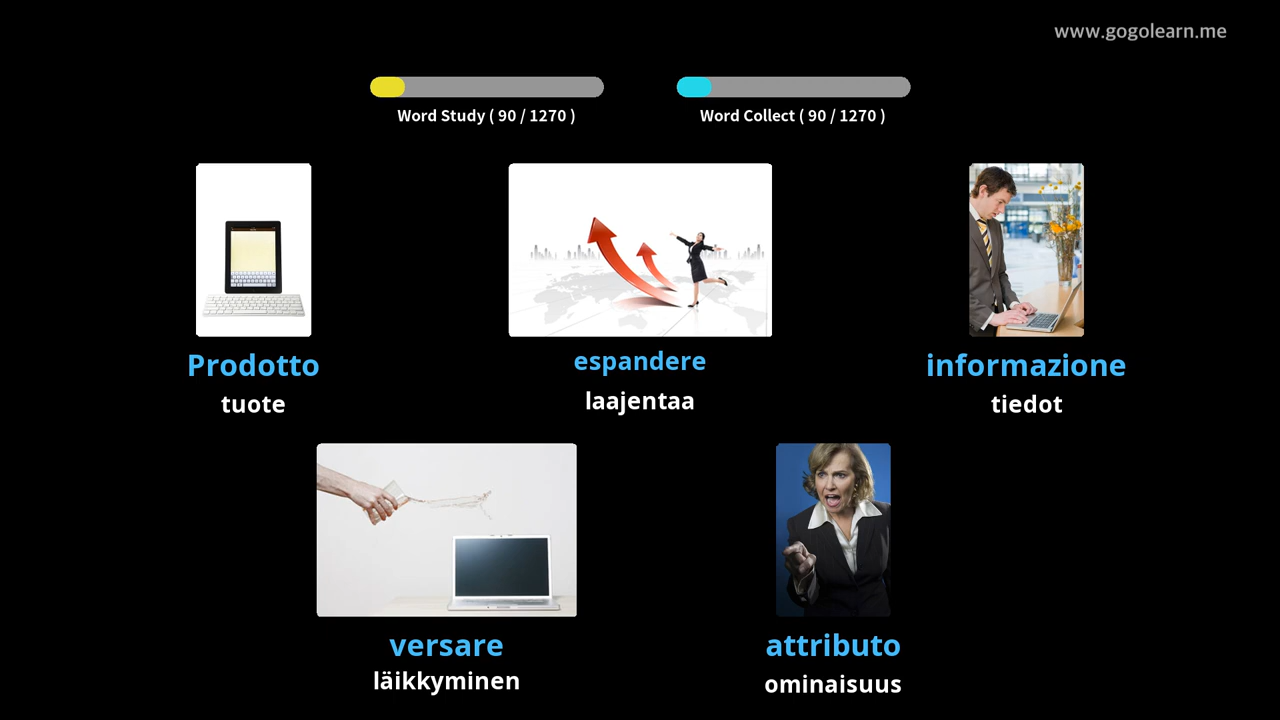 www.gogolearn.me
Word Study ( 90 / 1270 )
Word Collect ( 90 / 1270 )
Prodotto
tuote
espandere
laajentaa
informazione
tiedot
versare
läikkyminen
attributo
ominaisuus